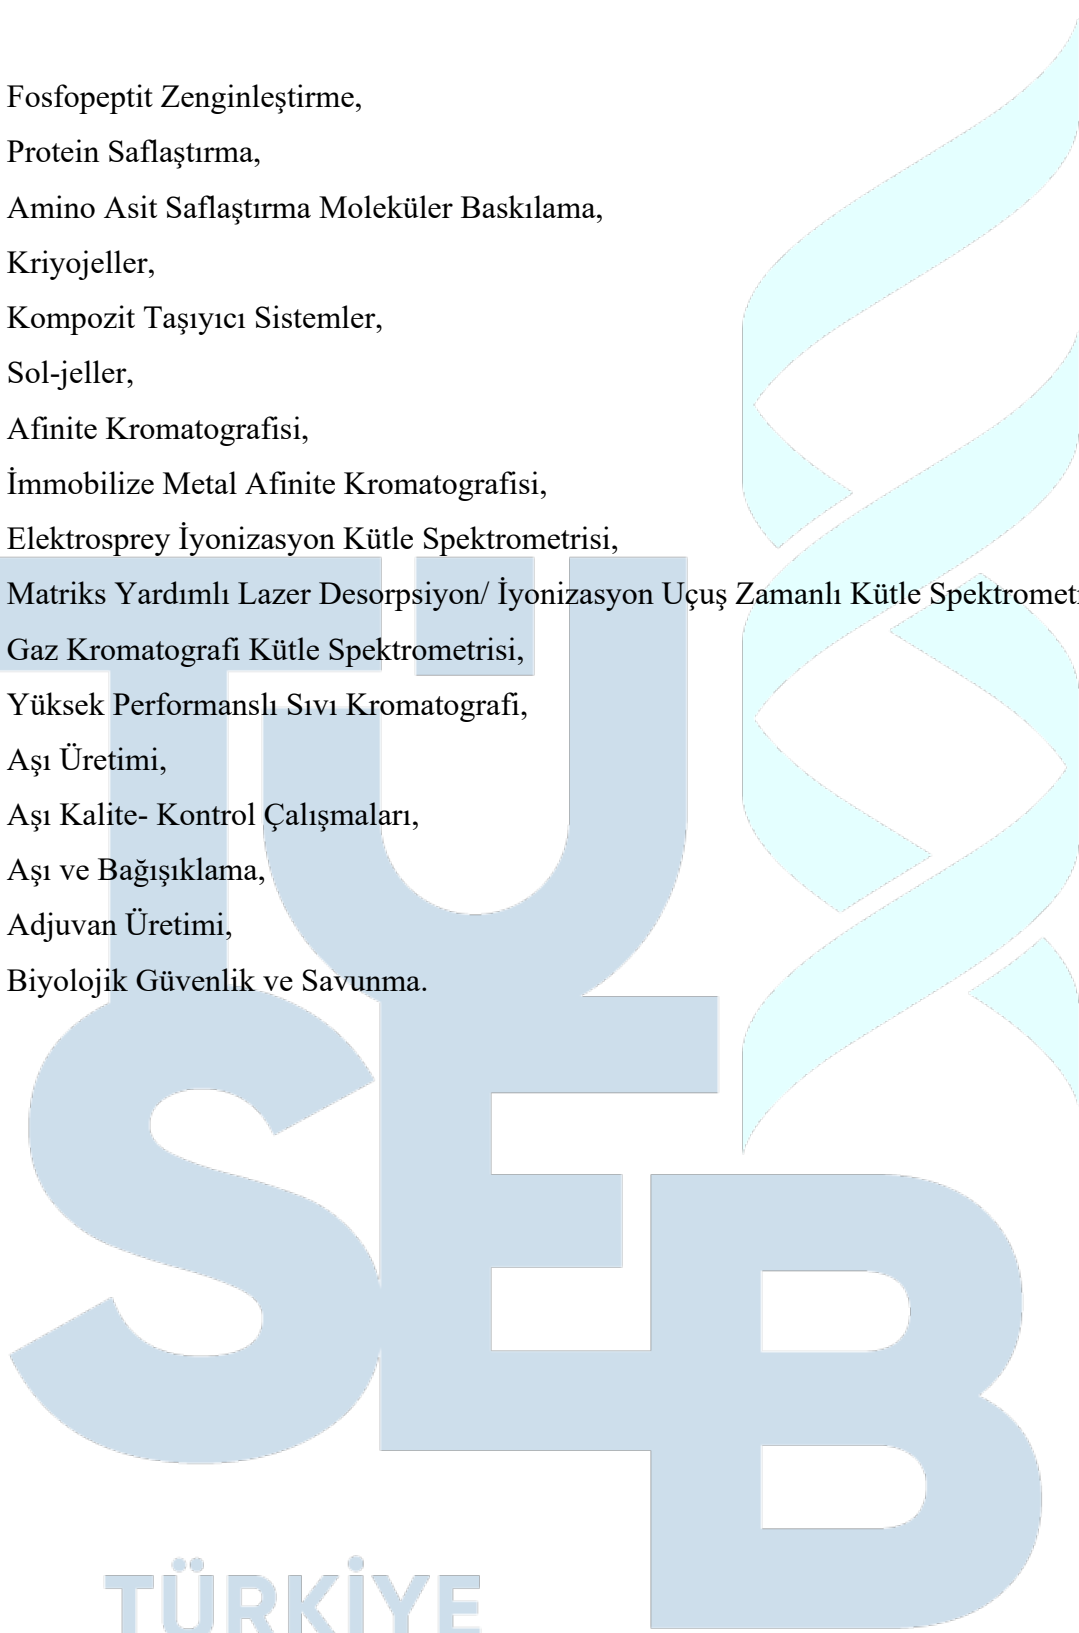 Fosfopeptit Zenginleştirme,
Protein Saflaştırma,
Amino Asit Saflaştırma Moleküler Baskılama,
Kriyojeller,
Kompozit Taşıyıcı Sistemler,
Sol-jeller,
Afinite Kromatografisi,
İmmobilize Metal Afinite Kromatografisi,
Elektrosprey İyonizasyon Kütle Spektrometrisi,
Matriks Yardımlı Lazer Desorpsiyon/ İyonizasyon Uçuş Zamanlı Kütle
Gaz Kromatografi Kütle Spektrometrisi,
Yüksek Performanslı Sıvı Kromatografi,
Aşı Üretimi,
Aşı Kalite- Kontrol Çalışmaları,
Aşı ve Bağışıklama,
Adjuvan Üretimi,
Biyolojik Güvenlik ve Savunma.
TÜ
SEB
TÜRKİYE